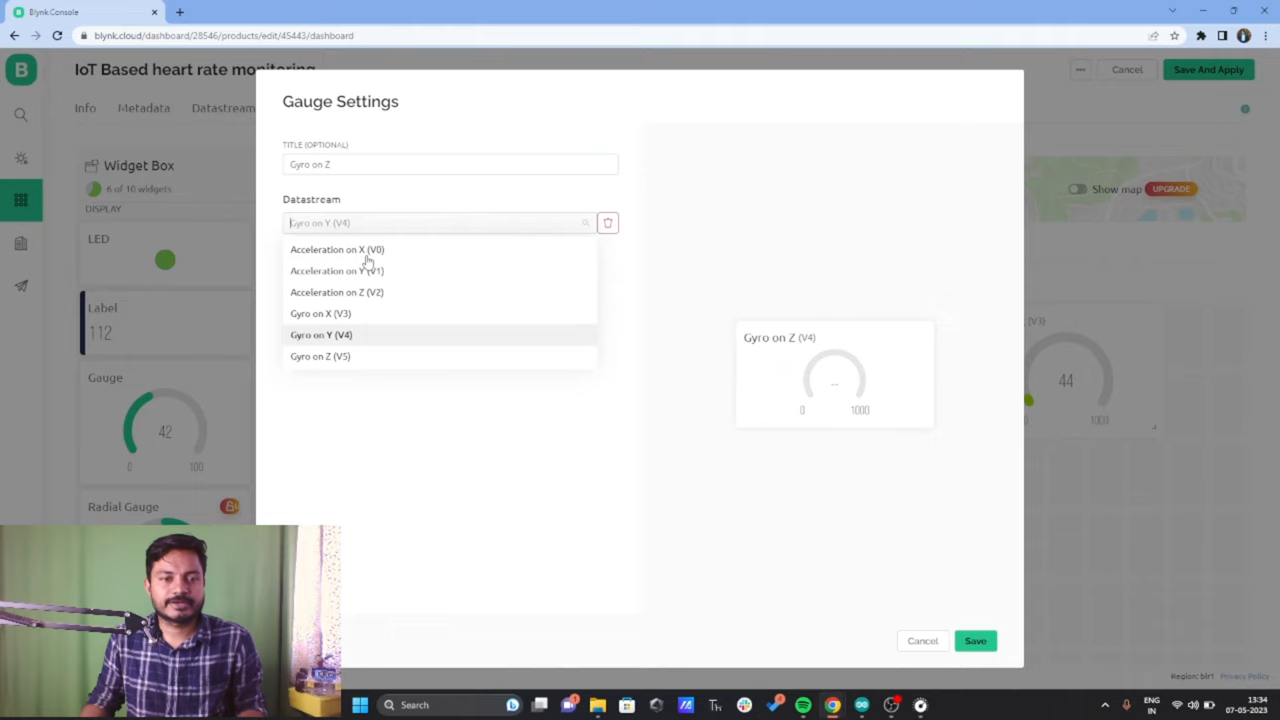 Blynk.Console
blynk.cloud/dashboard/28546/products/edit/45443/dashboard
B
IoT Based heart rate monitoring
Cancel
Save And Apply
Info
Metadata
Datastream
Gauge Settings
TITLE (OPTIONAL)
Gyro on Z
Datastream
Gyro on Y (V4)
Acceleration on X (V0)
Acceleration on Y (V1)
Acceleration on Z (V2)
Gyro on X (V3)
Gyro on Y (V4)
Gyro on Z (V5)
Widget Box
6 of 10 widgets
DISPLAY
LED
Label
112
Gauge
42
0 100
Radial Gauge
Show map UPGRADE
Gyro on Z (V4)
--
0 1000
(V3)
44
1000
Cancel
Save
Region: blr1 Privacy Policy
Search
Th
ENG
IN
13:34
07-05-2023